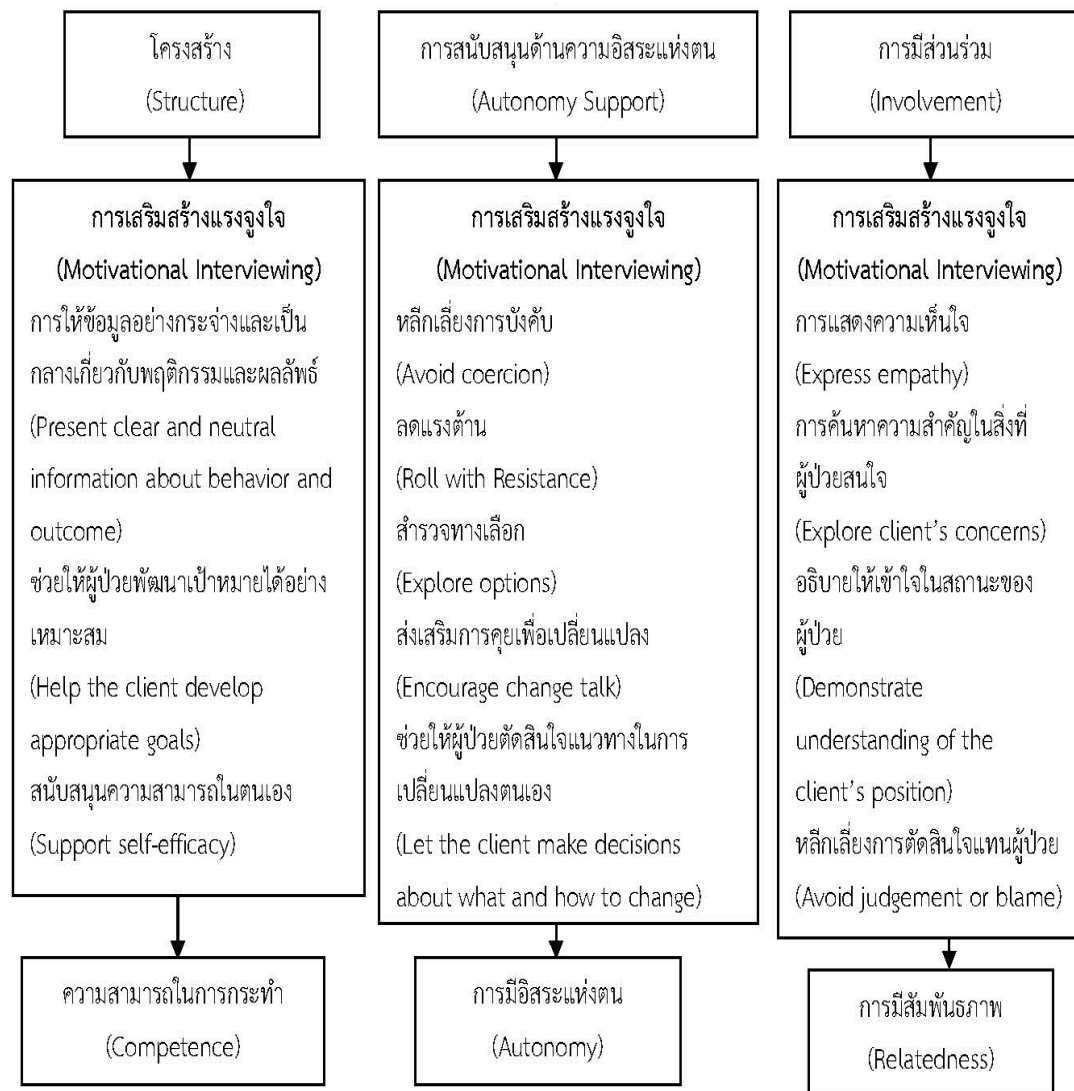 โครงสร้าง
(Structure)
การสนับสนุนด้านความอิสระแห่งตน
(Autonomy Support)
การมีส่วนร่วม
(Involvement)
การเสริมสร้างแรงจูงใจ
(Motivational Interviewing)
การให้ข้อมูลอย่างกระจ่างและเป็น
กลางเกี่ยวกับพฤติกรรมและผลลัพธ์
(Present clear and neutral
information about behavior and
outcome)
ช่วยให้ผู้ป่วยพัฒนาเป้าหมายได้อย่าง
เหมาะสม
(Help the client develop
appropriate goals)
สนับสนุนความสามารถในตนเอง
(Support self-efficacy)
การเสริมสร้างแรงจูงใจ
(Motivational Interviewing)
หลีกเลี่ยงการบังคับ
(Avoid coercion)
ลดแรงต้าน
(Roll with Resistance)
สำรวจทางเลือก
(Explore options)
ส่งเสริมการคุยเพื่อเปลี่ยนแปลง
(Encourage change talk)
ช่วยให้ผู้ป่วยตัดสินใจแนวทางในการ
เปลี่ยนแปลงตนเอง
(Let the client make decisions
about what and how to change)
การเสริมสร้างแรงจูงใจ
(Motivational Interviewing)
การแสดงความเห็นใจ
(Express empathy)
การค้นหาความสำคัญในสิ่งที่
ผู้ป่วยสนใจ
(Explore client's concerns)
อธิบายให้เข้าใจในสถานะของ
ผู้ป่วย
(Demonstrate
understanding of the
client's position)
หลีกเลี่ยงการตัดสินใจแทนผู้ป่วย
(Avoid judgement or blame)
ความสามารถในการกระทำ
(Competence)
การมีอิสระแห่งตน
(Autonomy)
การมีสัมพันธภาพ
(Relatedness)